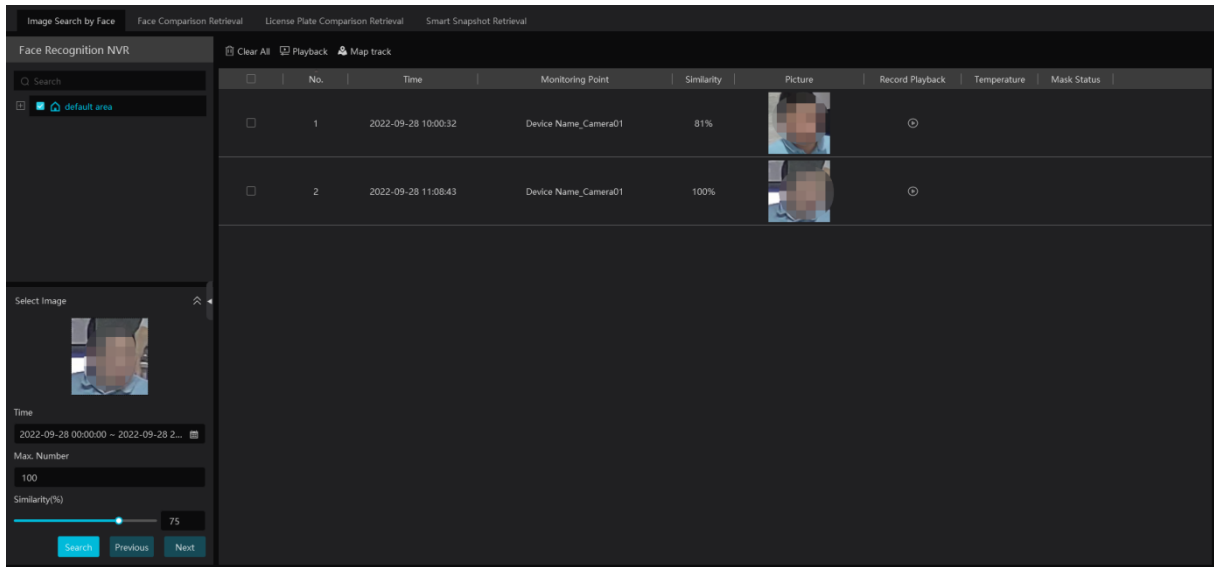 Image Search by Face Face Comparison Retrieval License Plate Comparison Retrieval Smart Snapshot Retrieval
Face Recognition NVR
Clear All Playback Map track
Search
default area
No. Time Monitoring Point Similarity Picture Record Playback Temperature Mask Status
1 2022-09-28 10:00:32 Device Name_Camera01 81%
2 2022-09-28 11:08:43 Device Name_Camera01 100%
Select Image
Time
2022-09-28 00:00:00 ~ 2022-09-28 2...
Max. Number
100
Similarity(%)
75
Search Previous Next